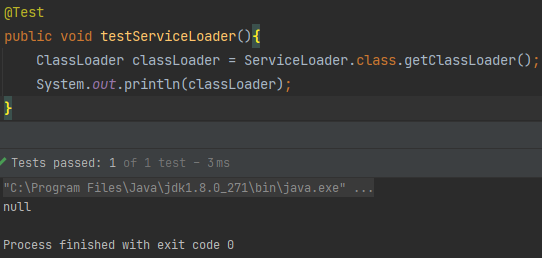 @Test
public void testServiceLoader(){
ClassLoader classLoader = ServiceLoader.class.getClassLoader();
System.out.println(classLoader);
}
Tests passed: 1 of 1 test – 3 ms
"C:\Program Files\Java\jdk1.8.0_271\bin\java.exe" ...
null
Process finished with exit code 0